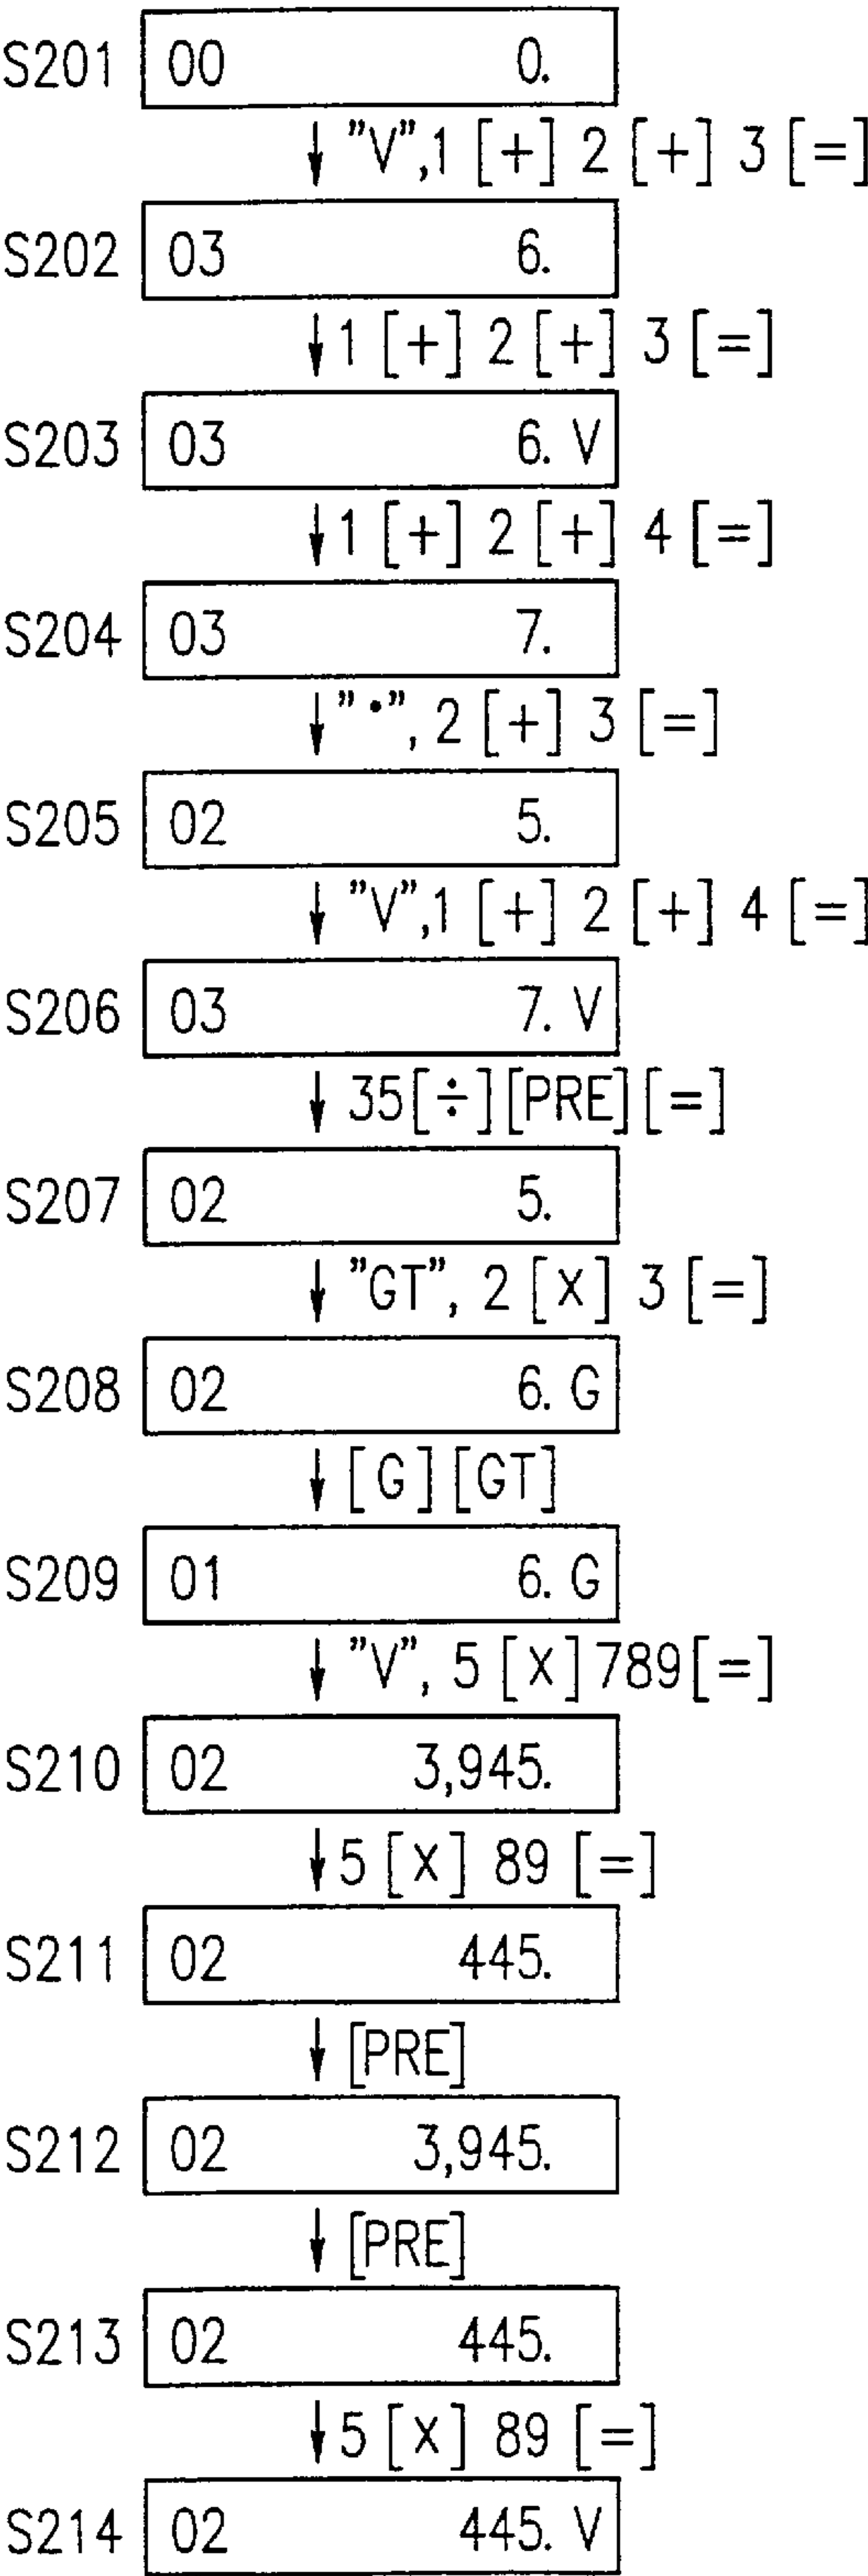 S201 00 0.
"V",1 [+] 2 [+] 3 [=]
S202 03 6.
1 [+] 2 [+] 3 [=]
S203 03 6. V
1 [+] 2 [+] 4 [=]
S204 03 7.
"·", 2 [+] 3 [=]
S205 02 5.
"V",1 [+] 2 [+] 4 [=]
S206 03 7. V
35[÷][PRE][=]
S207 02 5.
"GT", 2 [X] 3 [=]
S208 02 6. G
[G][GT]
S209 01 6. G
"V", 5 [X]789[=]
S210 02 3,945.
5 [X] 89 [=]
S211 02 445.
[PRE]
S212 02 3,945.
[PRE]
S213 02 445.
5 [X] 89 [=]
S214 02 445. V